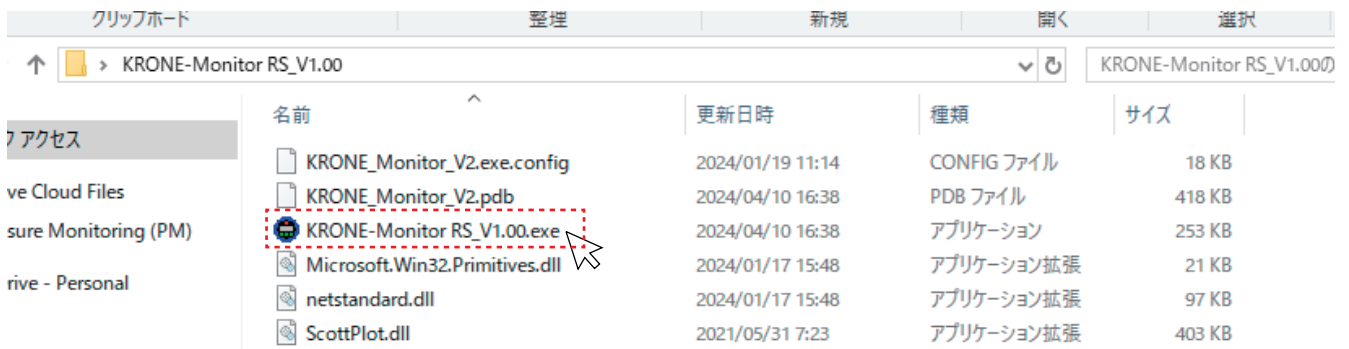 クリップボード 整理 新規 開く 選択
KRONE-Monitor RS_V1.00 KRONE-Monitor RS_V1.00の
名前 更新日時 種類 サイズ
アクセス
KRONE_Monitor_V2.exe.config 2024/01/19 11:14 CONFIG ファイル 18 KB
ve Cloud Files KRONE_Monitor_V2.pdb 2024/04/10 16:38 PDB ファイル 418 KB
sure Monitoring (PM) KRONE-Monitor RS_V1.00.exe 2024/04/10 16:38 アプリケーション 253 KB
Microsoft.Win32.Primitives.dll 2024/01/17 15:48 アプリケーション拡張 21 KB
rive - Personal netstandard.dll 2024/01/17 15:48 アプリケーション拡張 97 KB
ScottPlot.dll 2021/05/31 7:23 アプリケーション拡張 403 KB